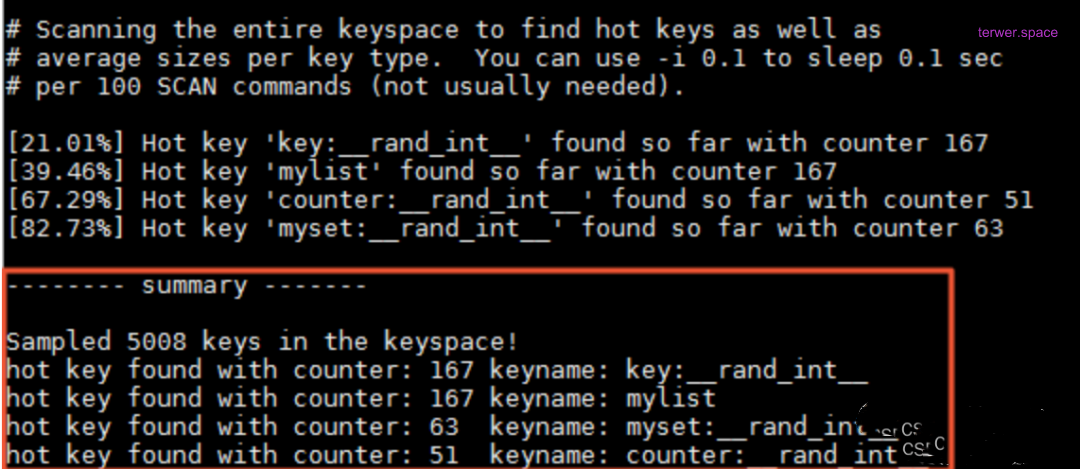 # Scanning the entire keyspace to find hot keys as well as
terwer.space
# average sizes per key type.  You can use -i 0.1 to sleep 0.1 sec
# per 100 SCAN commands (not usually needed).
[21.01%] Hot key 'key:__rand_int__' found so far with counter 167
[39.46%] Hot key 'mylist' found so far with counter 167
[67.29%] Hot key 'counter:__rand_int__' found so far with counter 51
[82.73%] Hot key 'myset:__rand_int__' found so far with counter 63
-------- summary -------
Sampled 5008 keys in the keyspace!
hot key found with counter: 167 keyname: key:__rand_int__
hot key found with counter: 167 keyname: mylist
hot key found with counter: 63  keyname: myset:__rand_int__
hot key found with counter: 51  keyname: counter:__rand_int